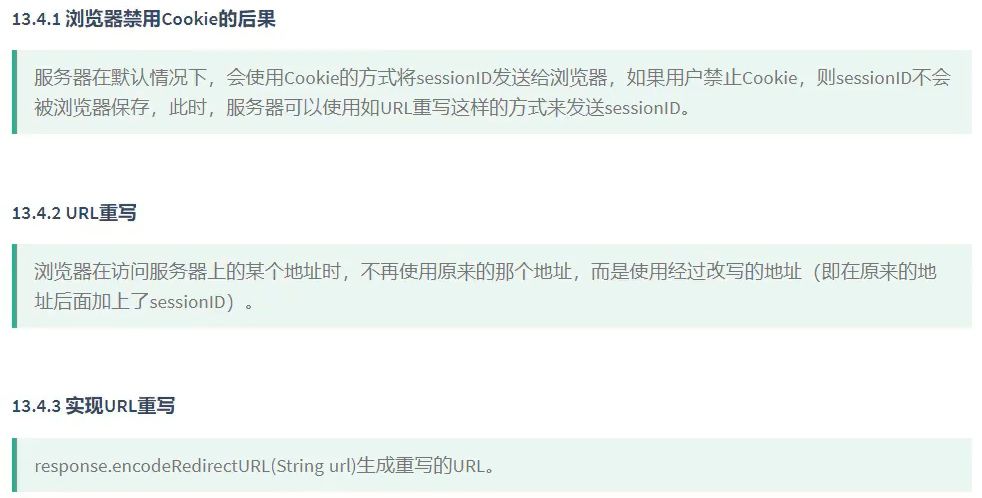 13.4.1 浏览器禁用Cookie的后果
服务器在默认情况下，会使用Cookie的方式将sessionID发送给浏览器，如果用户禁止Cookie，则sessionID不会
被浏览器保存，此时，服务器可以使用如URL重写这样的方式来发送sessionID。
13.4.2 URL重写
浏览器在访问服务器上的某个地址时，不再使用原来的那个地址，而是使用经过改写的地址（即在原来的地
址后面加上了sessionID）。
13.4.3 实现URL重写
response.encodeRedirectURL(String url)生成重写的URL。